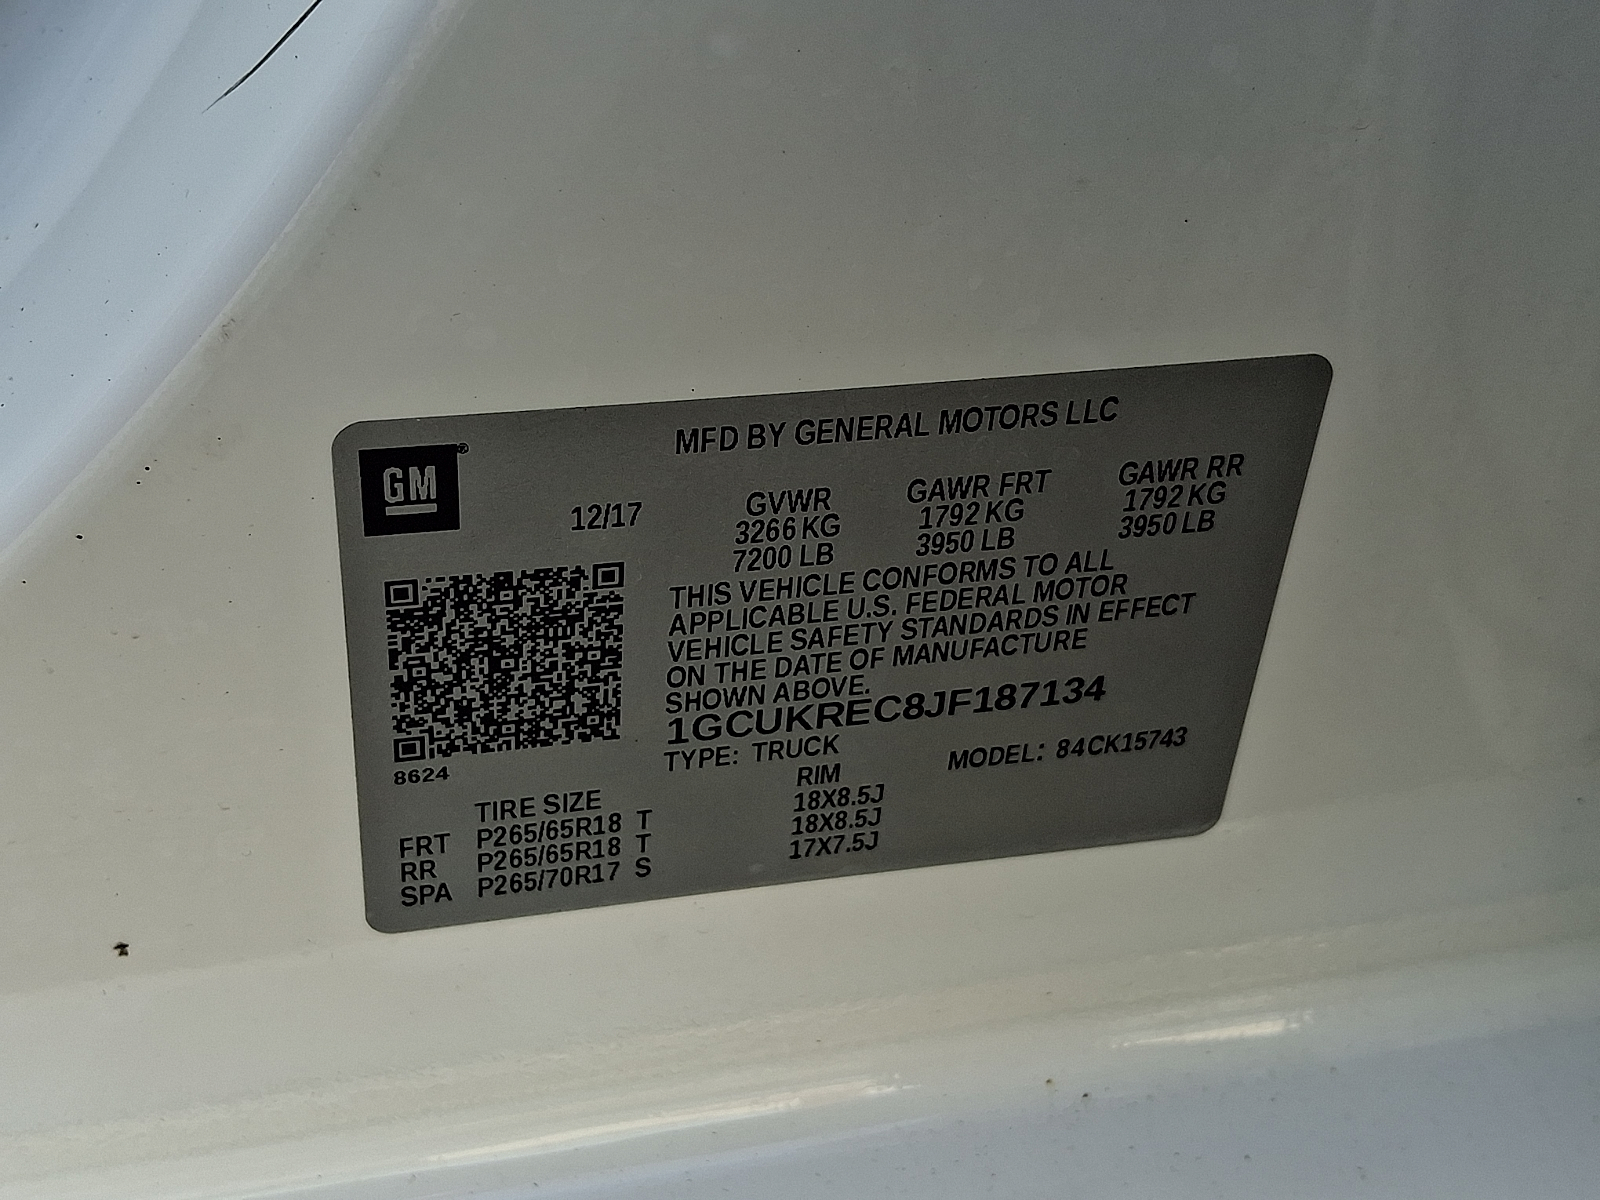 MFD BY GENERAL MOTORS LLC
GM®
12/17 GVWR GAWR FRT GAWR RR
3266 KG 1792 KG 1792 KG
7200 LB 3950 LB 3950 LB
THIS VEHICLE CONFORMS TO ALL
APPLICABLE U.S. FEDERAL MOTOR
VEHICLE SAFETY STANDARDS IN EFFECT
ON THE DATE OF MANUFACTURE
SHOWN ABOVE.
1GCUKREC8JF187134
TYPE: TRUCK MODEL: 84CK15743
8624
TIRE SIZE RIM
FRT P265/65R18 T 18X8.5J
RR P265/65R18 T 18X8.5J
SPA P265/70R17 S 17X7.5J